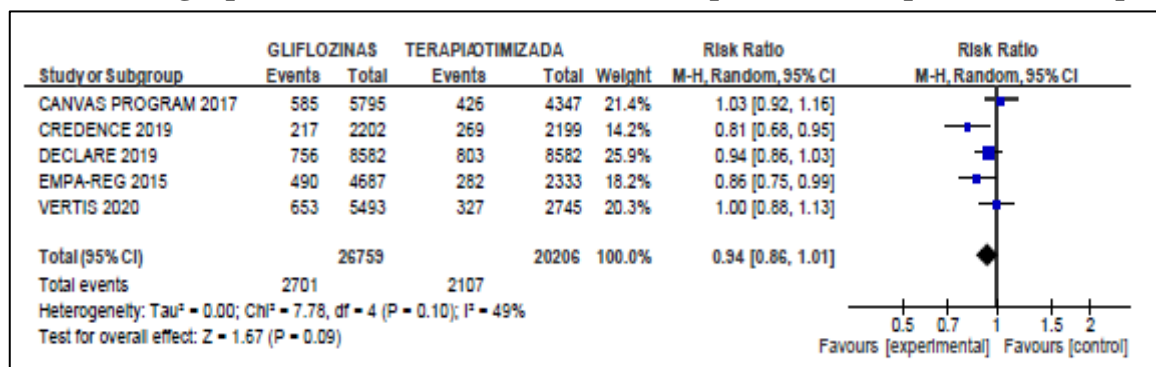 GLIFLOZINAS TERAPIAOTIMIZADA Risk Ratio Risk Ratio
Study or Subgroup Events Total Events Total Weight M-H, Random, 95% CI M-H, Random, 95% CI
CANVAS PROGRAM 2017 585 5795 426 4347 21.4% 1.03 [0.92, 1.16]
CREDENCE 2019 217 2202 269 2199 14.2% 0.81 [0.68, 0.95]
DECLARE 2019 756 8582 803 8582 25.9% 0.94 [0.86, 1.03]
EMPA-REG 2015 490 4687 282 2333 18.2% 0.86 [0.75, 0.99]
VERTIS 2020 653 5493 327 2745 20.3% 1.00 [0.88, 1.13]
Total (95% CI) 26759 20206 100.0% 0.94 [0.86, 1.01]
Total events 2701 2107
Heterogeneity: Tau² = 0.00; Chi² = 7.78, df = 4 (P = 0.10); I² = 49%
Test for overall effect: Z = 1.67 (P = 0.09)
0.5 0.7 1 1.5 2
Favours [experimental] Favours [control]